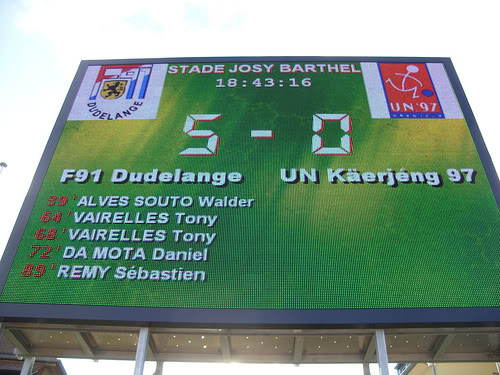 STADE JOSY BARTHEL
18:43:16
F91
DUDELANGE
UN'97
5 - 0
F91 Dudelange UN Käerjéng 97
39'ALVES SOUTO Walder
64'VAIRELLES Tony
68'VAIRELLES Tony
72'DA MOTA Daniel
89'REMY Sébastien